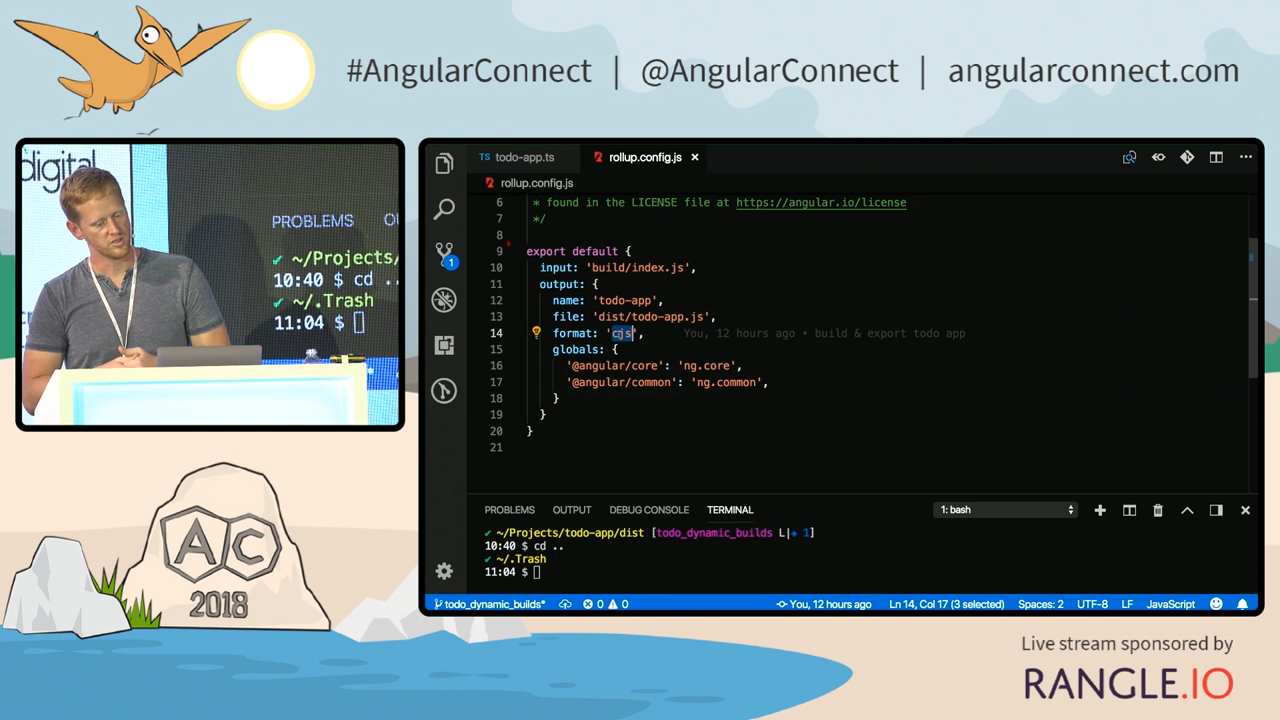 #AngularConnect | @AngularConnect | angularconnect.com
digital
PROBLEMS
✔ ~/Projects/
10:40 $ cd ..
✔ ~/.Trash
11:04 $
TS todo-app.ts
rollup.config.js ×
rollup.config.js
6 * found in the LICENSE file at https://angular.io/license
7 */
8
9 export default {
10 input: 'build/index.js',
11 output: {
12 name: 'todo-app',
13 file: 'dist/todo-app.js',
14 format: 'cjs', You, 12 hours ago • build & export todo app
15 globals: {
16 '@angular/core': 'ng.core',
17 '@angular/common': 'ng.common',
18 }
19 }
20 }
21
1
PROBLEMS OUTPUT DEBUG CONSOLE TERMINAL 1: bash
✔ ~/Projects/todo-app/dist [todo_dynamic_builds L|✚ 1]
10:40 $ cd ..
✔ ~/.Trash
11:04 $
todo_dynamic_builds* 0 0 You, 12 hours ago Ln 14, Col 17 (3 selected) Spaces: 2 UTF-8 LF JavaScript
AC
2018
Live stream sponsored by
RANGLE.IO